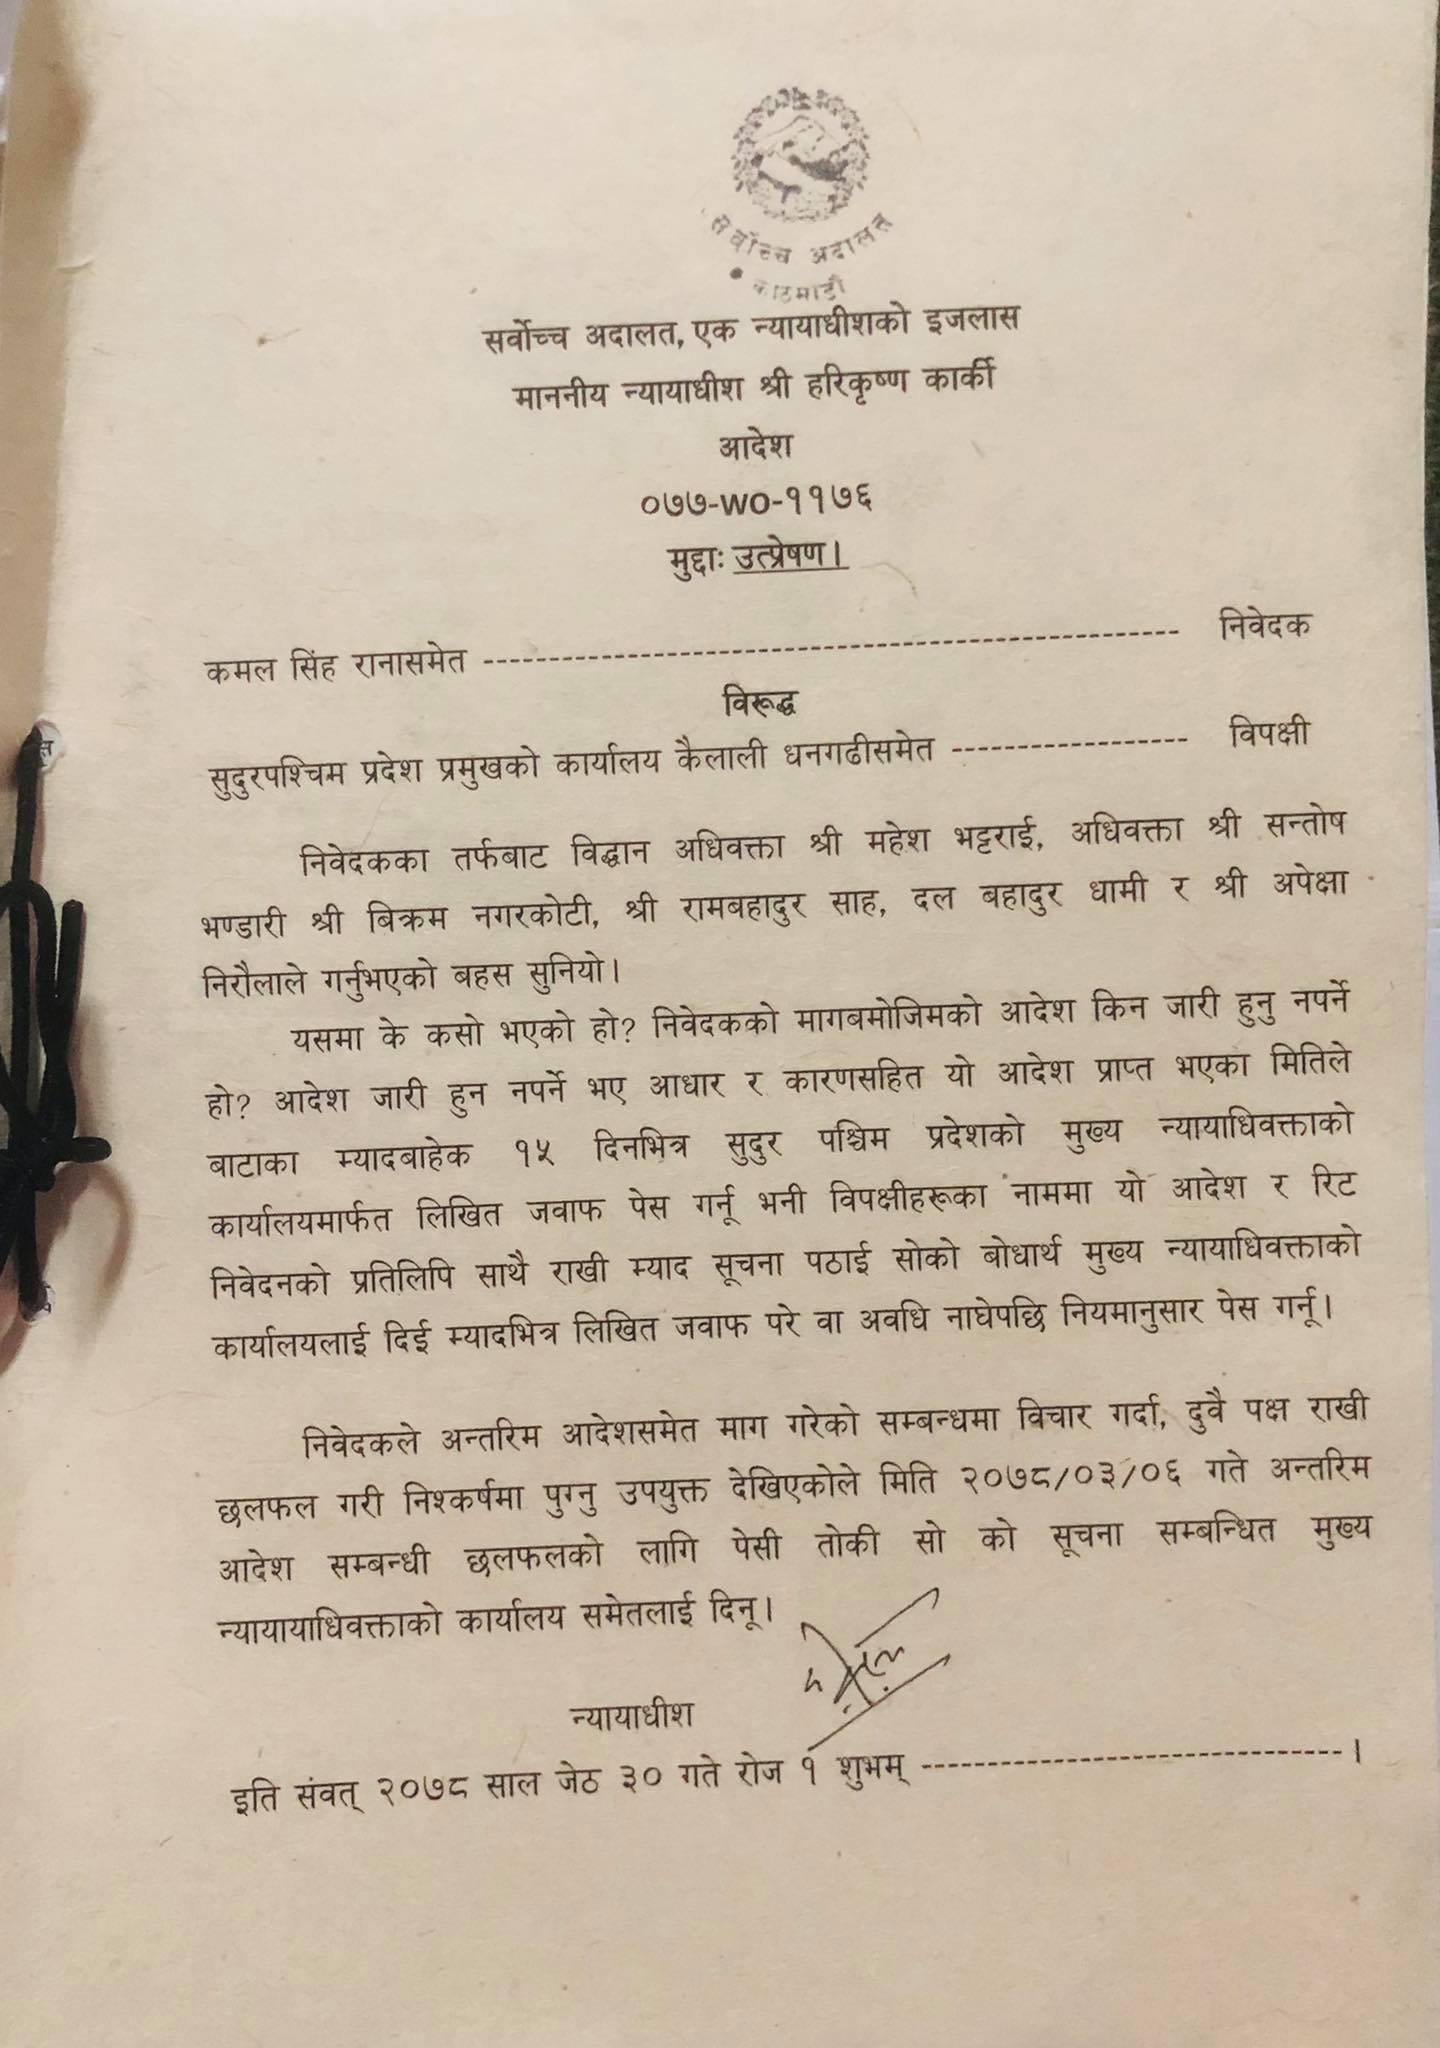 सर्वोच्च अदालत
काठमाडौं
सर्वोच्च अदालत, एक न्यायाधीशको इजलास
माननीय न्यायाधीश श्री हरिकृष्ण कार्की
आदेश
०७७-WO-११७६
मुद्दाः उत्प्रेषण।
कमल सिंह रानासमेत ------------------------------------------------------ निवेदक
विरूद्ध
सुदुरपश्चिम प्रदेश प्रमुखको कार्यालय कैलाली धनगढीसमेत ------------------ विपक्षी
निवेदकका तर्फबाट विद्धान अधिवक्ता श्री महेश भट्टराई, अधिवक्ता श्री सन्तोष
भण्डारी श्री बिक्रम नगरकोटी, श्री रामबहादुर साह, दल बहादुर धामी र श्री अपेक्षा
निरौलाले गर्नुभएको बहस सुनियो।
यसमा के कसो भएको हो? निवेदकको मागबमोजिमको आदेश किन जारी हुनु नपर्ने
हो? आदेश जारी हुन नपर्ने भए आधार र कारणसहित यो आदेश प्राप्त भएका मितिले
बाटाका म्यादबाहेक १५ दिनभित्र सुदुर पश्चिम प्रदेशको मुख्य न्यायाधिवक्ताको
कार्यालयमार्फत लिखित जवाफ पेस गर्नू भनी विपक्षीहरूका नाममा यो आदेश र रिट
निवेदनको प्रतिलिपि साथै राखी म्याद सूचना पठाई सोको बोधार्थ मुख्य न्यायाधिवक्ताको
कार्यालयलाई दिई म्यादभित्र लिखित जवाफ परे वा अवधि नाघेपछि नियमानुसार पेस गर्नू।
निवेदकले अन्तरिम आदेशसमेत माग गरेको सम्बन्धमा विचार गर्दा, दुवै पक्ष राखी
छलफल गरी निश्कर्षमा पुग्नु उपयुक्त देखिएकोले मिति २०७८/०३/०६ गते अन्तरिम
आदेश सम्बन्धी छलफलको लागि पेसी तोकी सो को सूचना सम्बन्धित मुख्य
न्यायायाधिवक्ताको कार्यालय समेतलाई दिनू।
न्यायाधीश
इति संवत् २०७८ साल जेठ ३० गते रोज १ शुभम् --------------------------------।